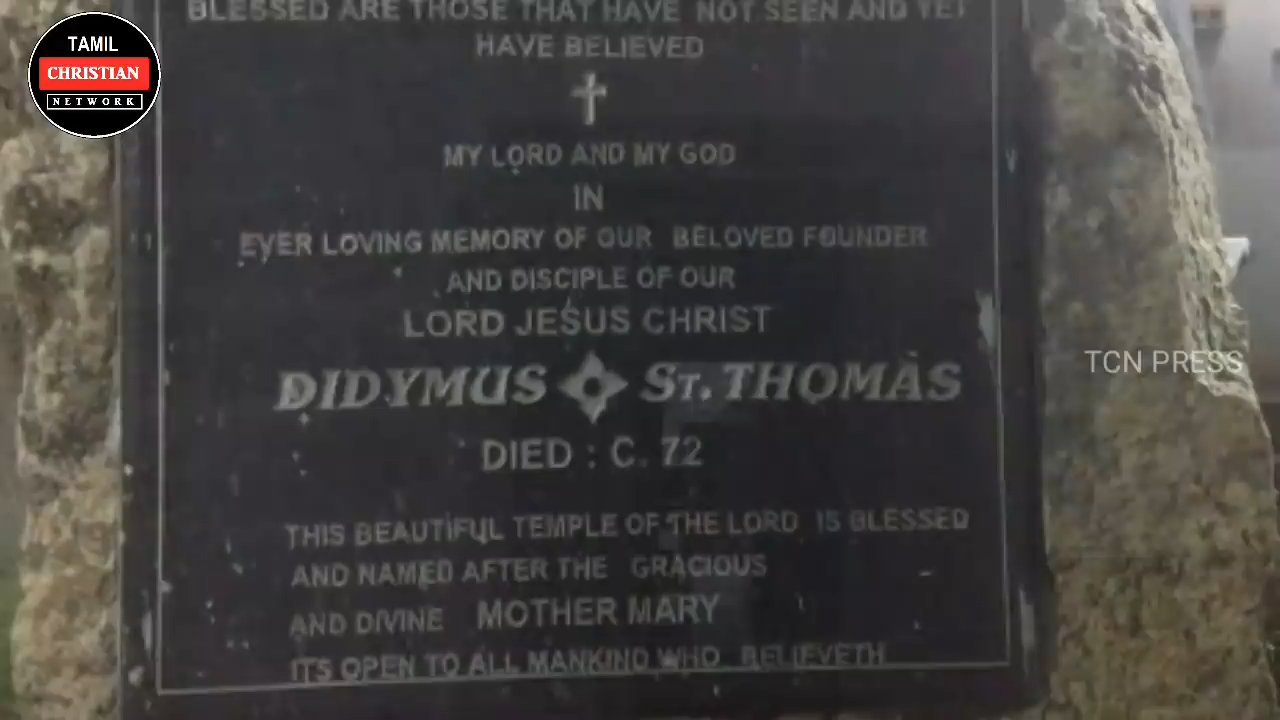 TAMIL
CHRISTIAN
NETWORK
BLESSED ARE THOSE THAT HAVE NOT SEEN AND YET
HAVE BELIEVED
MY LORD AND MY GOD
IN
EVER LOVING MEMORY OF OUR BELOVED FOUNDER
AND DISCIPLE OF OUR
LORD JESUS CHRIST
DIDYMUS ST. THOMAS
DIED : C. 72
THIS BEAUTIFUL TEMPLE OF THE LORD IS BLESSED
AND NAMED AFTER THE GRACIOUS
AND DIVINE MOTHER MARY
ITS OPEN TO ALL MANKIND WHO BELIEVETH
TCN PRESS